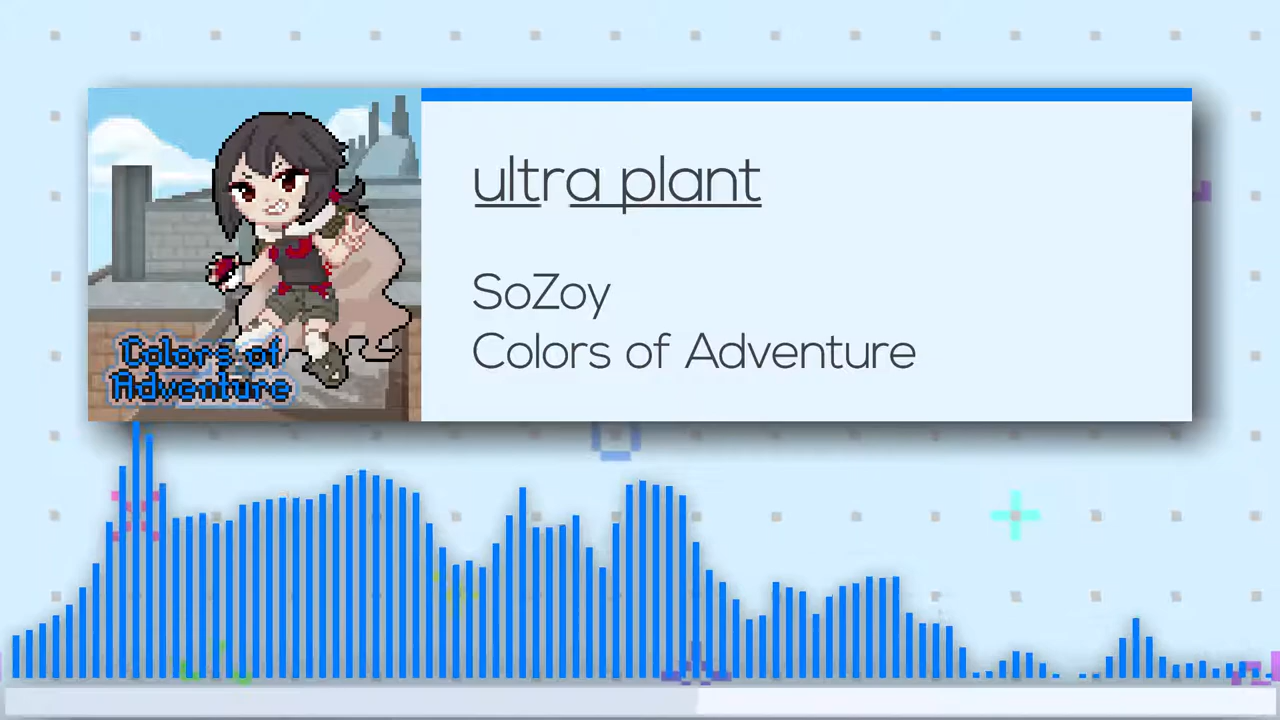 ultra plant
SoZoy
Colors of Adventure
Colors of
Adventure